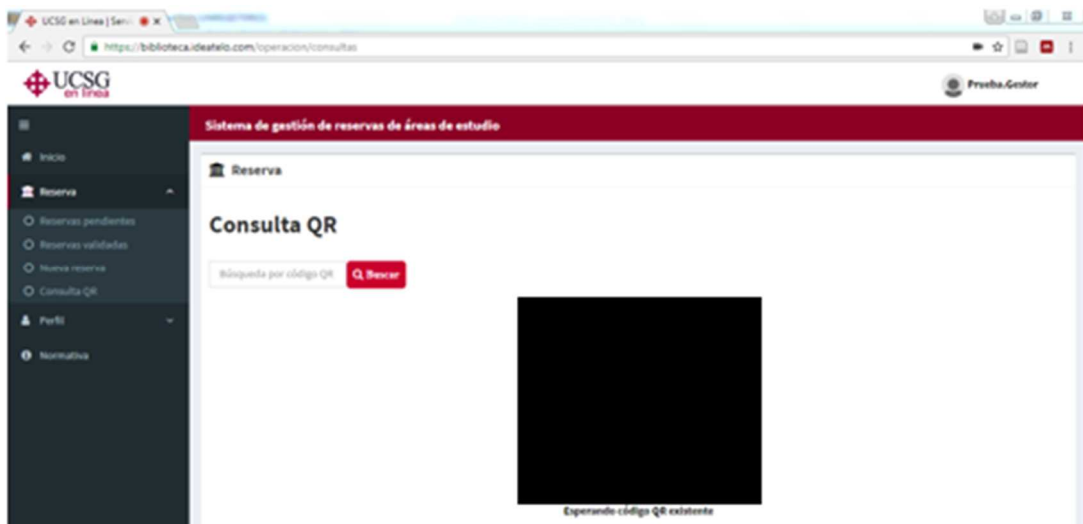 UCSG en Línea | Servi
https://biblioteca.ideatelo.com/operacion/consultas
UCSG
en línea
Prueba.Gestor
Sistema de gestión de reservas de áreas de estudio
Inicio
Reserva
Reservas pendientes
Reservas validadas
Nueva reserva
Consulta QR
Perfil
Normativa
Reserva
Consulta QR
Búsqueda por código QR
Buscar
Esperando código QR existente